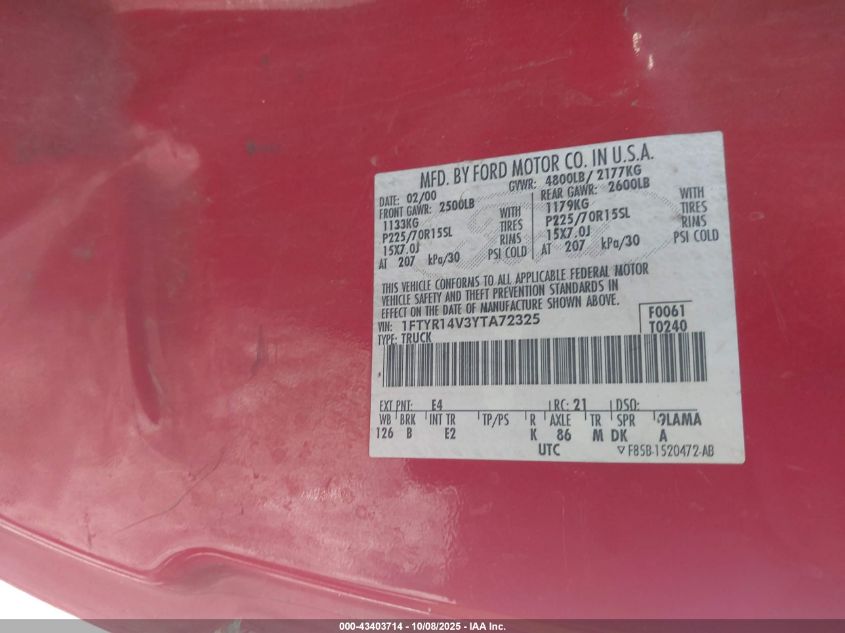 MFD. BY FORD MOTOR CO. IN U.S.A.
DATE: 02/00 GVWR: 4800LB/ 2177KG
FRONT GAWR: 2500LB REAR GAWR: 2600LB
1133KG WITH 1179KG WITH
P225/70R15SL TIRES P225/70R15SL TIRES
15X7.0J RIMS 15X7.0J RIMS
AT 207 kPa/30 PSI COLD AT 207 kPa/30 PSI COLD
THIS VEHICLE CONFORMS TO ALL APPLICABLE FEDERAL MOTOR
VEHICLE SAFETY AND THEFT PREVENTION STANDARDS IN
EFFECT ON THE DATE OF MANUFACTURE SHOWN ABOVE.
VIN: 1FTYR14V3YTA72325 F0061
TYPE: TRUCK T0240
EXT PNT: E4 RC: 21 DSO:
WB BRK INT TR TP/PS R AXLE TR SPR
126 B E2 K 86 M DK A
UTC F85B-1520472-AB
000-43403714 - 10/08/2025 - IAA Inc.